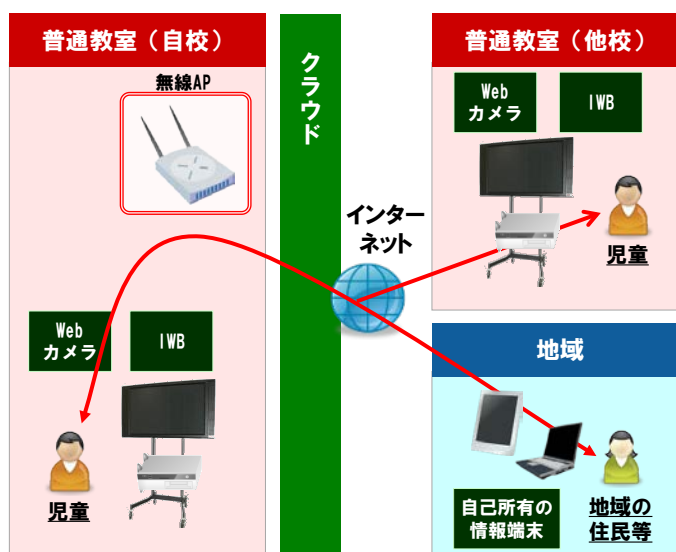 普通教室（自校）
無線AP
Web
カメラ
IWB
児童
クラウド
インター
ネット
普通教室（他校）
Web
カメラ
IWB
児童
地域
自己所有の
情報端末
地域の
住民等